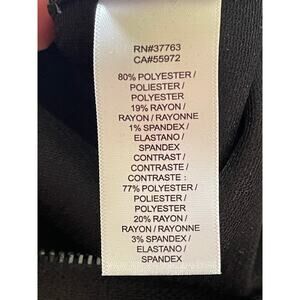 RN#37763
CA#55972
80% POLYESTER /
POLIESTER /
POLYESTER
19% RAYON /
RAYON / RAYONNE
1% SPANDEX /
ELASTANO /
SPANDEX
CONTRAST /
CONTRASTE /
CONTRASTE :
77% POLYESTER /
POLIESTER /
POLYESTER
20% RAYON /
RAYON / RAYONNE
3% SPANDEX /
ELASTANO /
SPANDEX